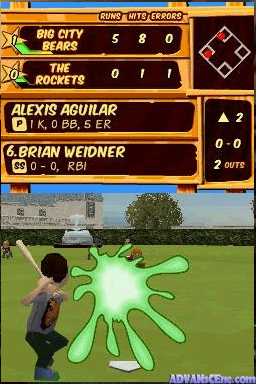 RUNS HITS ERRORS
1 BIG CITY BEARS 5 8 0
THE ROCKETS 0 1 1
ALEXIS AGUILAR
P 1 K, 0 BB, 5 ER
▲ 2
6. BRIAN WEIDNER
0-0
SS 0-0, RBI
2 OUTS
ADVANsCEne.com